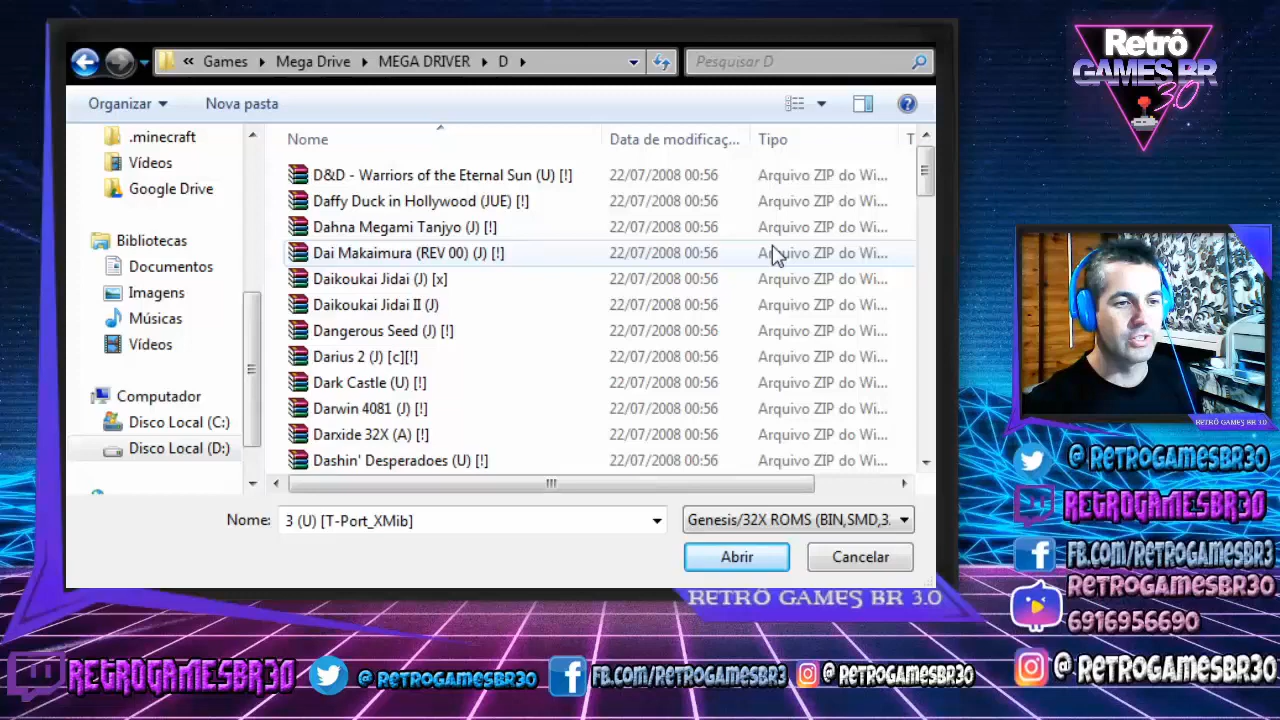 « Games Mega Drive MEGA DRIVER D
Pesquisar D
Retrô
GAMES BR
30
Organizar
Nova pasta
.minecraft
Vídeos
Google Drive
Bibliotecas
Documentos
Imagens
Músicas
Vídeos
Computador
Disco Local (C:)
Disco Local (D:)
Nome Data de modificaç... Tipo T
D&D - Warriors of the Eternal Sun (U) [!] 22/07/2008 00:56 Arquivo ZIP do Wi...
Daffy Duck in Hollywood (JUE) [!] 22/07/2008 00:56 Arquivo ZIP do Wi...
Dahna Megami Tanjyo (J) [!] 22/07/2008 00:56 Arquivo ZIP do Wi...
Dai Makaimura (REV 00) (J) [!] 22/07/2008 00:56 Arquivo ZIP do Wi...
Daikoukai Jidai (J) [x] 22/07/2008 00:56 Arquivo ZIP do Wi...
Daikoukai Jidai II (J) 22/07/2008 00:56 Arquivo ZIP do Wi...
Dangerous Seed (J) [!] 22/07/2008 00:56 Arquivo ZIP do Wi...
Darius 2 (J) [c][!] 22/07/2008 00:56 Arquivo ZIP do Wi...
Dark Castle (U) [!] 22/07/2008 00:56 Arquivo ZIP do Wi...
Darwin 4081 (J) [!] 22/07/2008 00:56 Arquivo ZIP do Wi...
Darxide 32X (A) [!] 22/07/2008 00:56 Arquivo ZIP do Wi...
Dashin' Desperadoes (U) [!] 22/07/2008 00:56 Arquivo ZIP do Wi...
Nome: 3 (U) [T-Port_XMib] Genesis/32X ROMS (BIN,SMD,3.
Abrir Cancelar
RETRÔ GAMES BR 3.0
RETRÔ GAMES BR 3.0
@RETROGAMESBR30
RETROGAMESBR30
FB.COM/RETROGAMESBR3
RETROGAMESBR30
6916956690
@RETROGAMESBR30
RETROGAMESBR30
@RETROGAMESBR30
FB.COM/RETROGAMESBR3
@RETROGAMESBR30